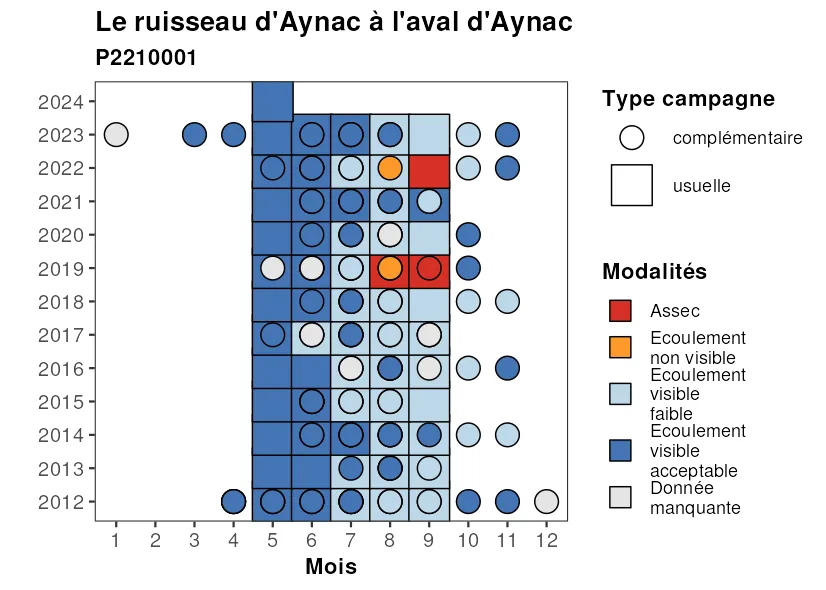 Le ruisseau d'Aynac à l'aval d'Aynac
P2210001
2024
2023
2022
2021
2020
2019
2018
2017
2016
2015
2014
2013
2012
1 2 3 4 5 6 7 8 9 10 11 12
Mois
Type campagne
complémentaire
usuelle
Modalités
Assec
Ecoulement
non visible
Ecoulement
visible
faible
Ecoulement
visible
acceptable
Donnée
manquante